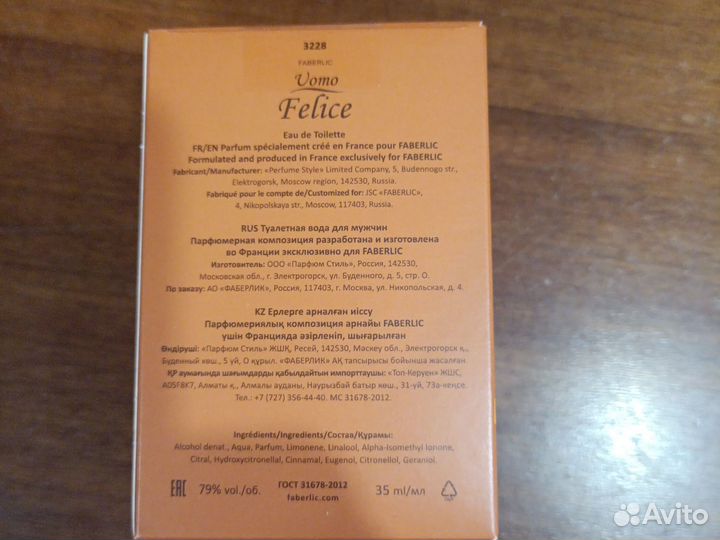 3228
FABERLIC
Uomo
Felice
Eau de Toilette
FR/EN Parfum spécialement créé en France pour FABERLIC
Formulated and produced in France exclusively for FABERLIC
Fabricant/Manufacturer: «Perfume Style» Limited Company, 5, Budennogo str.,
Elektrogorsk, Moscow region, 142530, Russia.
Fabriqué pour le compte de/Customized for: JSC «FABERLIC»,
4, Nikopolskaya str., Moscow, 117403, Russia.
RUS Туалетная вода для мужчин
Парфюмерная композиция разработана и изготовлена
во Франции эксклюзивно для FABERLIC
Изготовитель: ООО «Парфюм Стиль», Россия, 142530,
Московская обл., г. Электрогорск, ул. Буденного, д. 5, стр. О.
По заказу: АО «ФАБЕРЛИК», Россия, 117403, г. Москва, ул. Никопольская, д. 4.
KZ Ерлерге арналған иіссу
Парфюмериялық композиция арнайы FABERLIC
үшін Францияда әзірленіп, шығарылған
Өндіруші: «Парфюм Стиль» ЖШҚ, Ресей, 142530, Мәскеу обл., Электрогорск қ.,
Буденный көш., 5 үй, О құрыл. «ФАБЕРЛИК» АҚ тапсырысы бойынша жасалған.
ҚР аумағында шағымдарды қабылдайтын импорттаушы: «Топ-Керуен» ЖШС,
A05F8K7, Алматы қ., Алмалы ауданы, Наурызбай батыр көш., 31-үй, 73а-кеңсе.
Тел.: +7 (727) 356-44-40. МС 31678-2012.
Ingrédients/Ingredients/Состав/Құрамы:
Alcohol denat., Aqua, Parfum, Limonene, Linalool, Alpha-Isomethyl Ionone,
Citral, Hydroxycitronellal, Cinnamal, Eugenol, Citronellol, Geraniol.
EAC 79% vol./об. ГОСТ 31678-2012 35 ml/мл
faberlic.com
Avito